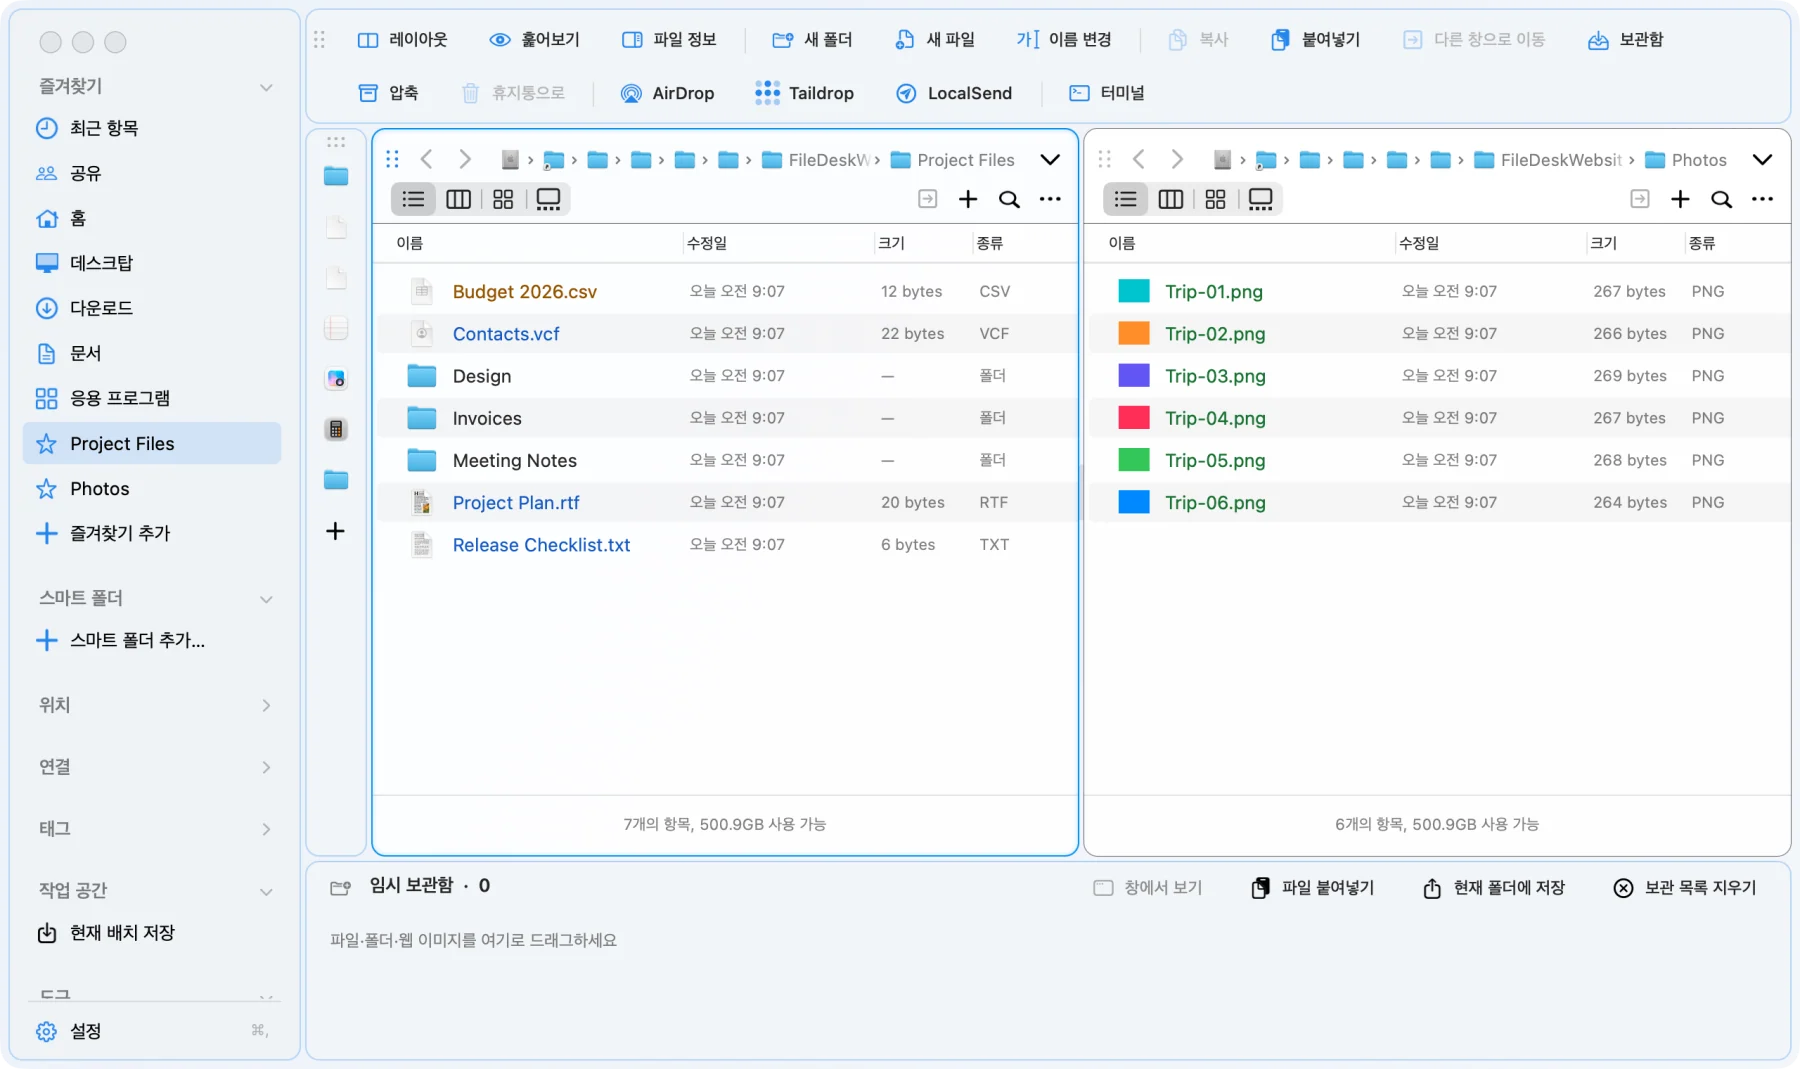 레이아웃 훑어보기 파일 정보 새 폴더 새 파일 가 이름 변경 복사 붙여넣기 다른 창으로 이동 보관함
압축 휴지통으로 AirDrop Taildrop LocalSend 터미널
즐겨찾기
최근 항목
공유
홈
데스크탑
다운로드
문서
응용 프로그램
Project Files
Photos
즐겨찾기 추가
스마트 폴더
스마트 폴더 추가...
위치
연결
태그
작업 공간
현재 배치 저장
도구
설정 ⌘,
FileDeskW Project Files
이름 수정일 크기 종류
Budget 2026.csv 오늘 오전 9:07 12 bytes CSV
Contacts.vcf 오늘 오전 9:07 22 bytes VCF
Design 오늘 오전 9:07 — 폴더
Invoices 오늘 오전 9:07 — 폴더
Meeting Notes 오늘 오전 9:07 — 폴더
Project Plan.rtf 오늘 오전 9:07 20 bytes RTF
Release Checklist.txt 오늘 오전 9:07 6 bytes TXT
7개의 항목, 500.9GB 사용 가능
FileDeskWebsit Photos
이름 수정일 크기 종류
Trip-01.png 오늘 오전 9:07 267 bytes PNG
Trip-02.png 오늘 오전 9:07 266 bytes PNG
Trip-03.png 오늘 오전 9:07 269 bytes PNG
Trip-04.png 오늘 오전 9:07 267 bytes PNG
Trip-05.png 오늘 오전 9:07 268 bytes PNG
Trip-06.png 오늘 오전 9:07 264 bytes PNG
6개의 항목, 500.9GB 사용 가능
임시 보관함 · 0 창에서 보기 파일 붙여넣기 현재 폴더에 저장 보관 목록 지우기
파일·폴더·웹 이미지를 여기로 드래그하세요